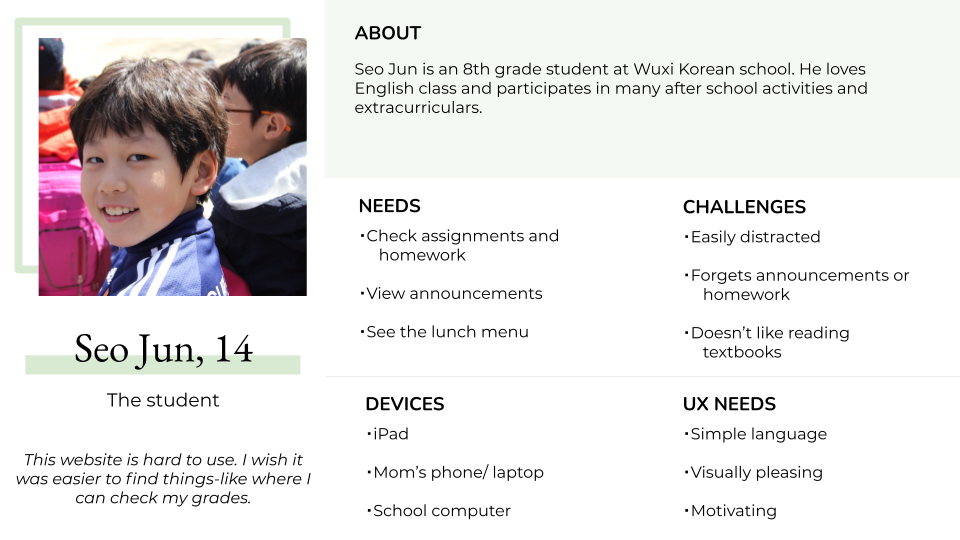 ABOUT
Seo Jun is an 8th grade student at Wuxi Korean school. He loves
English class and participates in many after school activities and
extracurriculars.
NEEDS
·Check assignments and
homework
·View announcements
·See the lunch menu
CHALLENGES
·Easily distracted
·Forgets announcements or
homework
·Doesn’t like reading
textbooks
Seo Jun, 14
The student
This website is hard to use. I wish it
was easier to find things-like where I
can check my grades.
DEVICES
·iPad
·Mom’s phone/ laptop
·School computer
UX NEEDS
·Simple language
·Visually pleasing
·Motivating